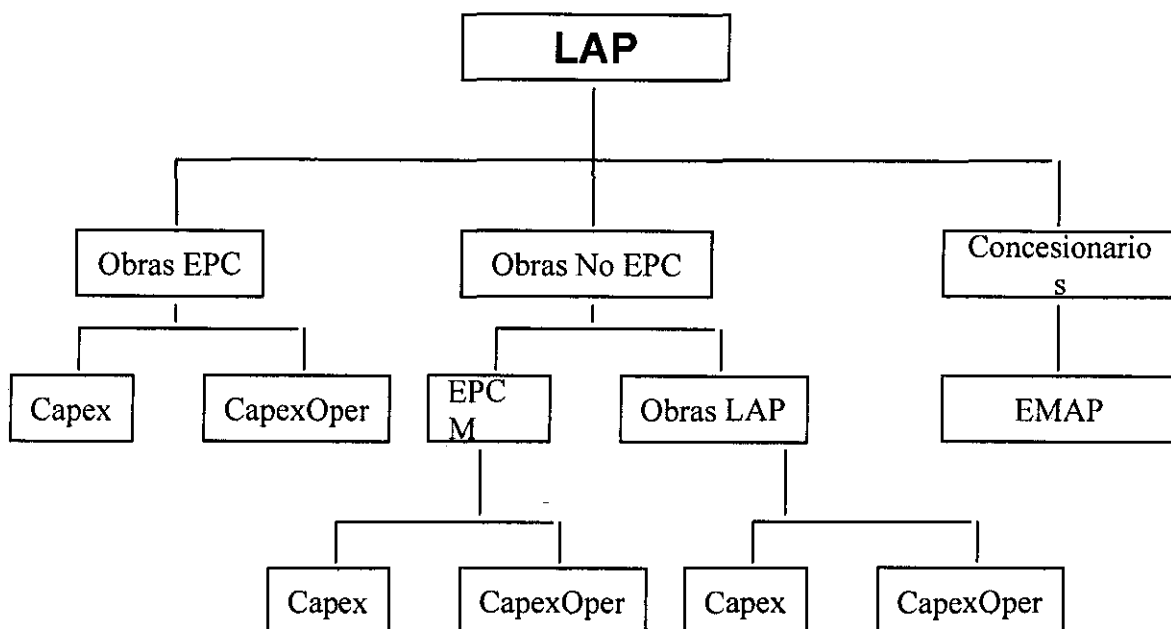 LAP
Obras EPC
Obras No EPC
Concesionario
s
Capex
CapexOper
EPC
M
Obras LAP
EMAP
Capex
CapexOper
Capex
CapexOper